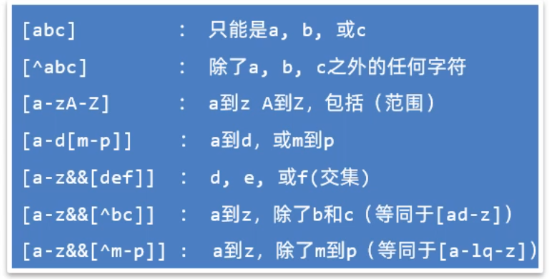 [abc] : 只能是a, b, 或c
[^abc] : 除了a, b, c之外的任何字符
[a-zA-Z] : a到z A到Z，包括（范围）
[a-d[m-p]] : a到d，或m到p
[a-z&&[def]] : d, e, 或f(交集)
[a-z&&[^bc]] : a到z，除了b和c（等同于[ad-z]）
[a-z&&[^m-p]] : a到z，除了m到p（等同于[a-lq-z]）